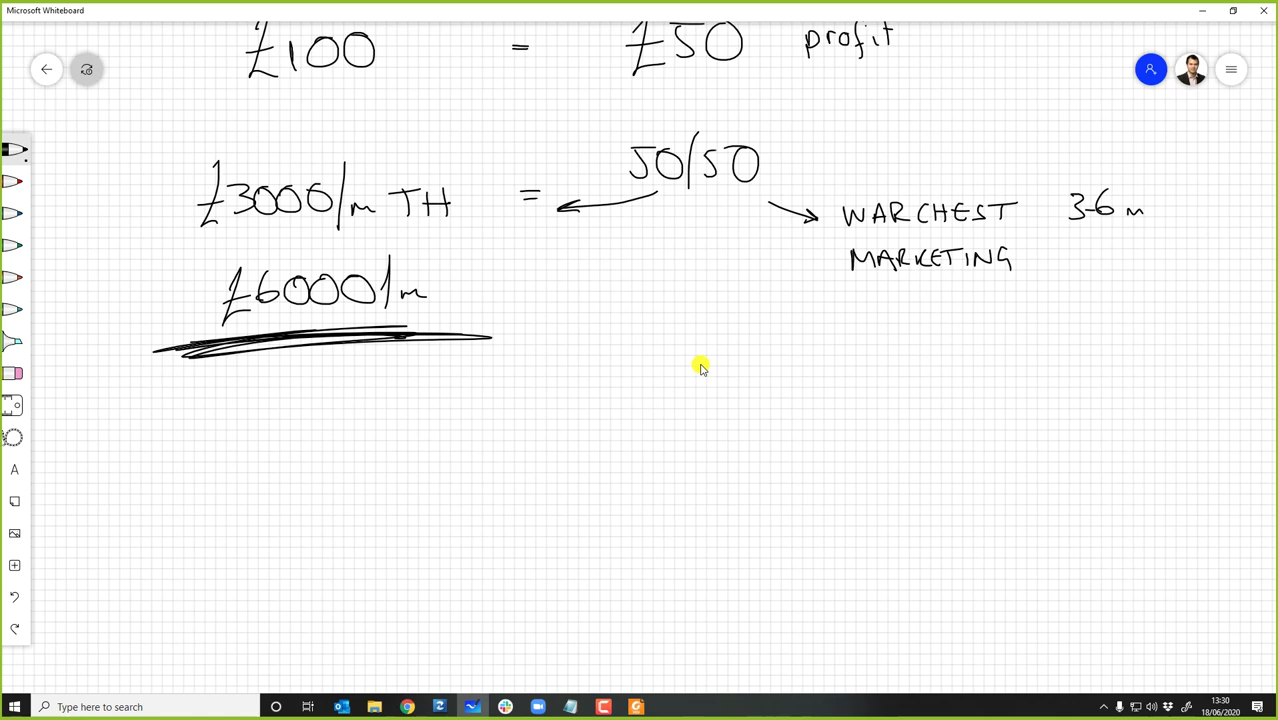 Microsoft Whiteboard
£100 = £50 profit
50/50
£3000/m TH =
WARCHEST 3-6 m
MARKETING
£6000/m
A
Type here to search
13:30
18/06/2020